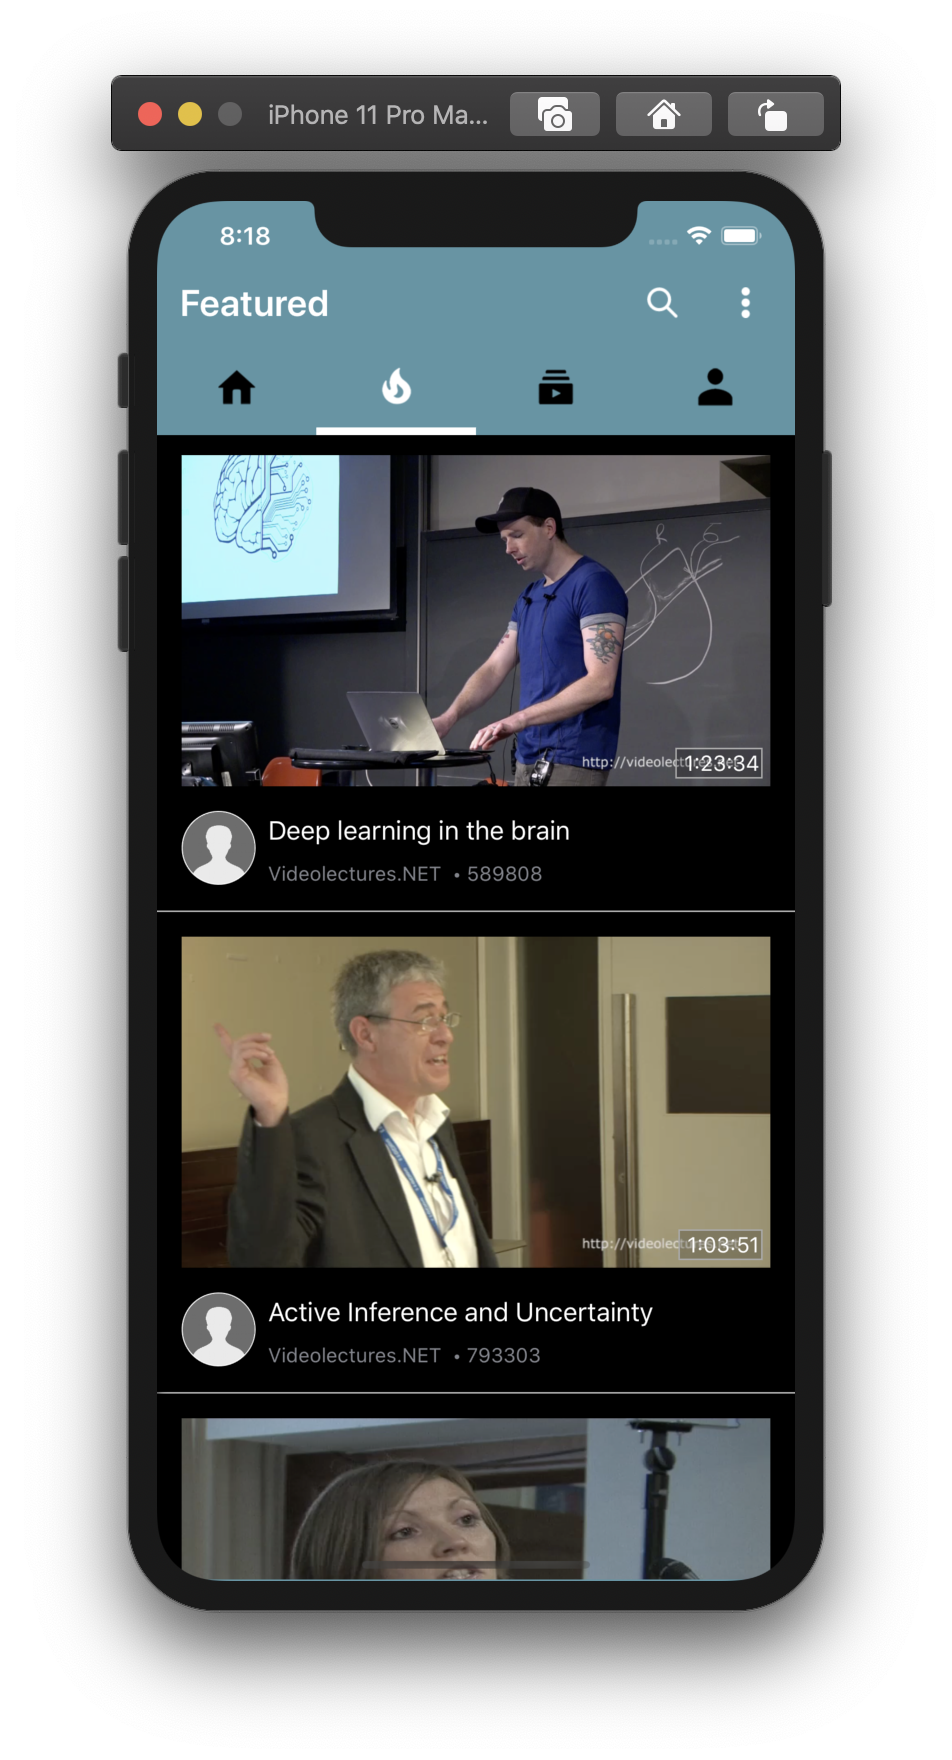 iPhone 11 Pro Ma...
8:18
Featured
R
http://videolect
1:23:34
Deep learning in the brain
Videolectures.NET • 589808
http://videolect
1:03:51
Active Inference and Uncertainty
Videolectures.NET • 793303